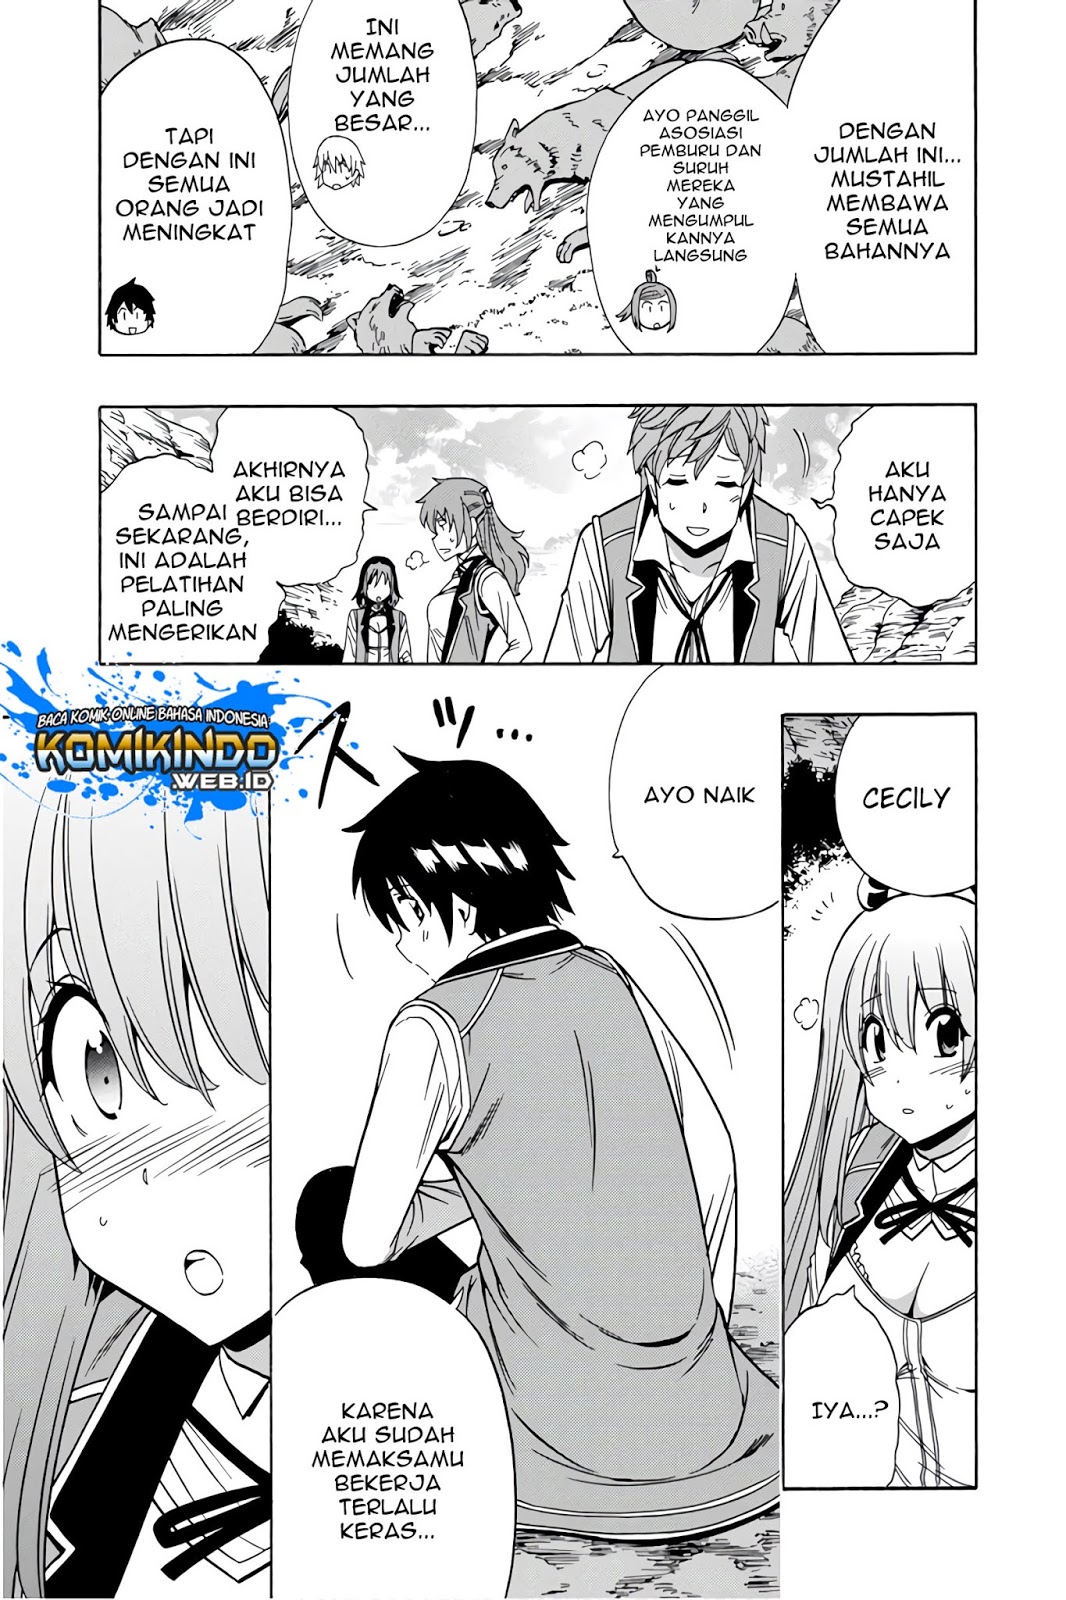 DENGAN
JUMLAH INI...
MUSTAHIL
MEMBAWA
SEMUA
BAHANNYA
AYO PANGGIL
ASOSIASI
PEMBURU DAN
SURUH
MEREKA
YANG
MENGUMPUL
KANNYA
LANGSUNG
INI
MEMANG
JUMLAH
YANG
BESAR...
TAPI
DENGAN INI
SEMUA
ORANG JADI
MENINGKAT
AKU
HANYA
CAPEK
SAJA
AKHIRNYA
AKU BISA
BERDIRI...
SAMPAI
SEKARANG,
INI ADALAH
PELATIHAN
PALING
MENGERIKAN
CECILY
IYA...?
AYO NAIK
スッ...
KARENA
AKU SUDAH
MEMAKSAMU
BEKERJA
TERLALU
KERAS...
BACA KOMIK ONLINE BAHASA INDONESIA
KOMIKINDO
.WEB.ID